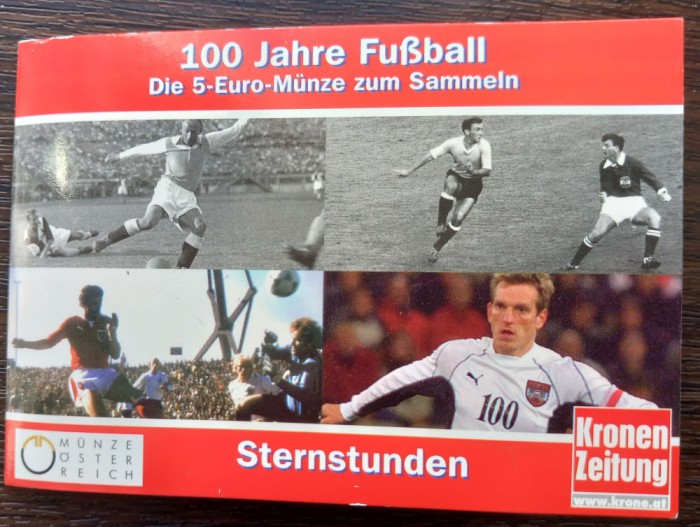 100 Jahre Fußball
Die 5-Euro-Münze zum Sammeln
100
MÜNZE
ÖSTER
REICH
Sternstunden
Kronen
Zeitung
www.krone.at